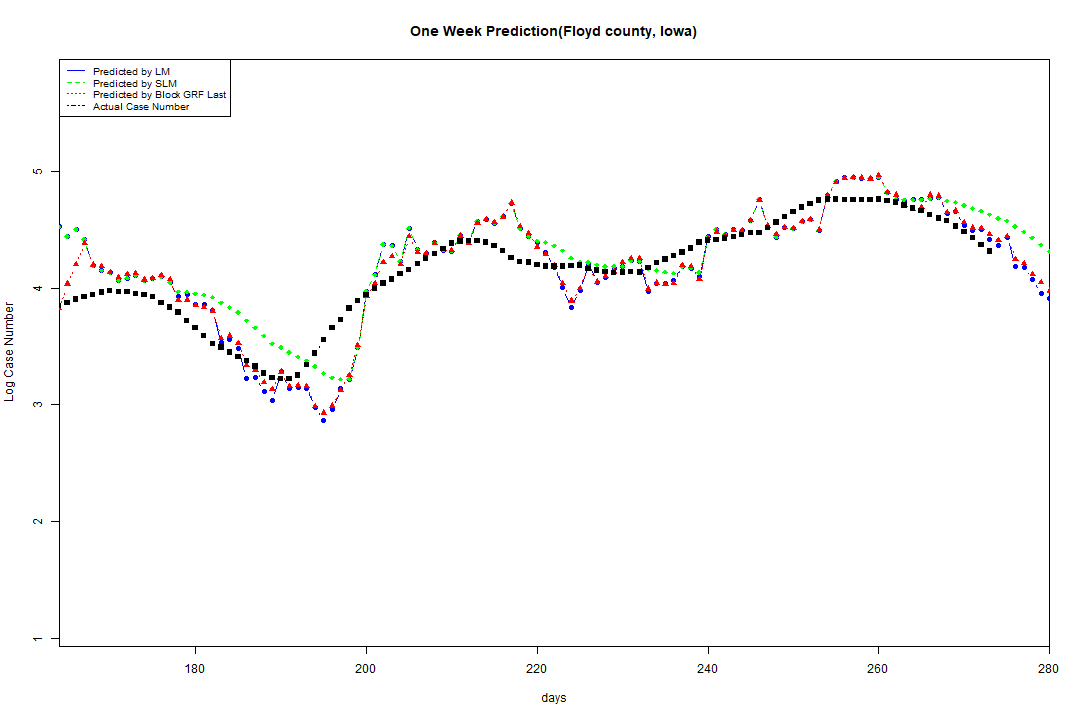 One Week Prediction(Floyd county, Iowa)
Predicted by LM
Predicted by SLM
Predicted by Block GRF Last
Actual Case Number
5
4
3
2
1
Log Case Number
180 200 220 240 260 280
days